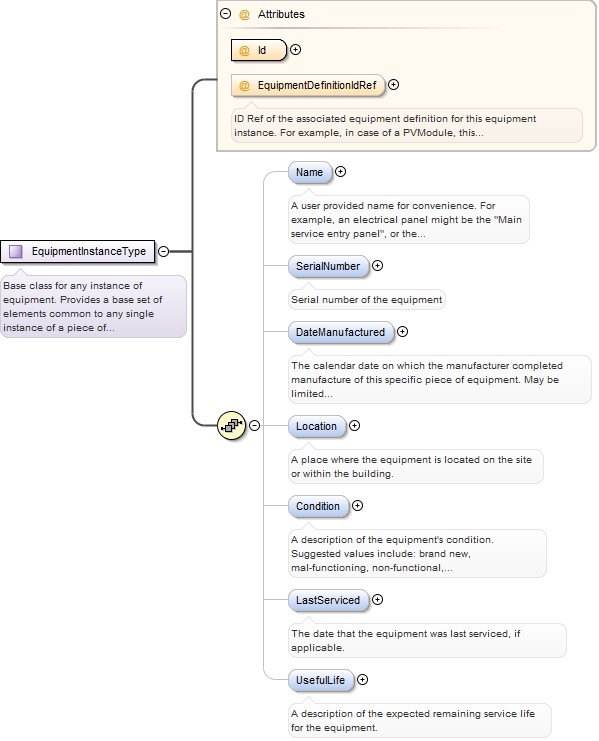 @ Attributes
@ Id
@ EquipmentDefinitionIdRef
ID Ref of the associated equipment definition for this equipment
instance. For example, in case of a PVModule, this...
EquipmentInstanceType
Base class for any instance of
equipment. Provides a base set of
elements common to any single
instance of a piece of...
Name
A user provided name for convenience. For
example, an electrical panel might be the "Main
service entry panel", or the...
SerialNumber
Serial number of the equipment
DateManufactured
The calendar date on which the manufacturer completed
manufacture of this specific piece of equipment. May be
limited...
Location
A place where the equipment is located on the site
or within the building.
Condition
A description of the equipment's condition.
Suggested values include: brand new,
mal-functioning, non-functional,...
LastServiced
The date that the equipment was last serviced, if
applicable.
UsefulLife
A description of the expected remaining service life
for the equipment.